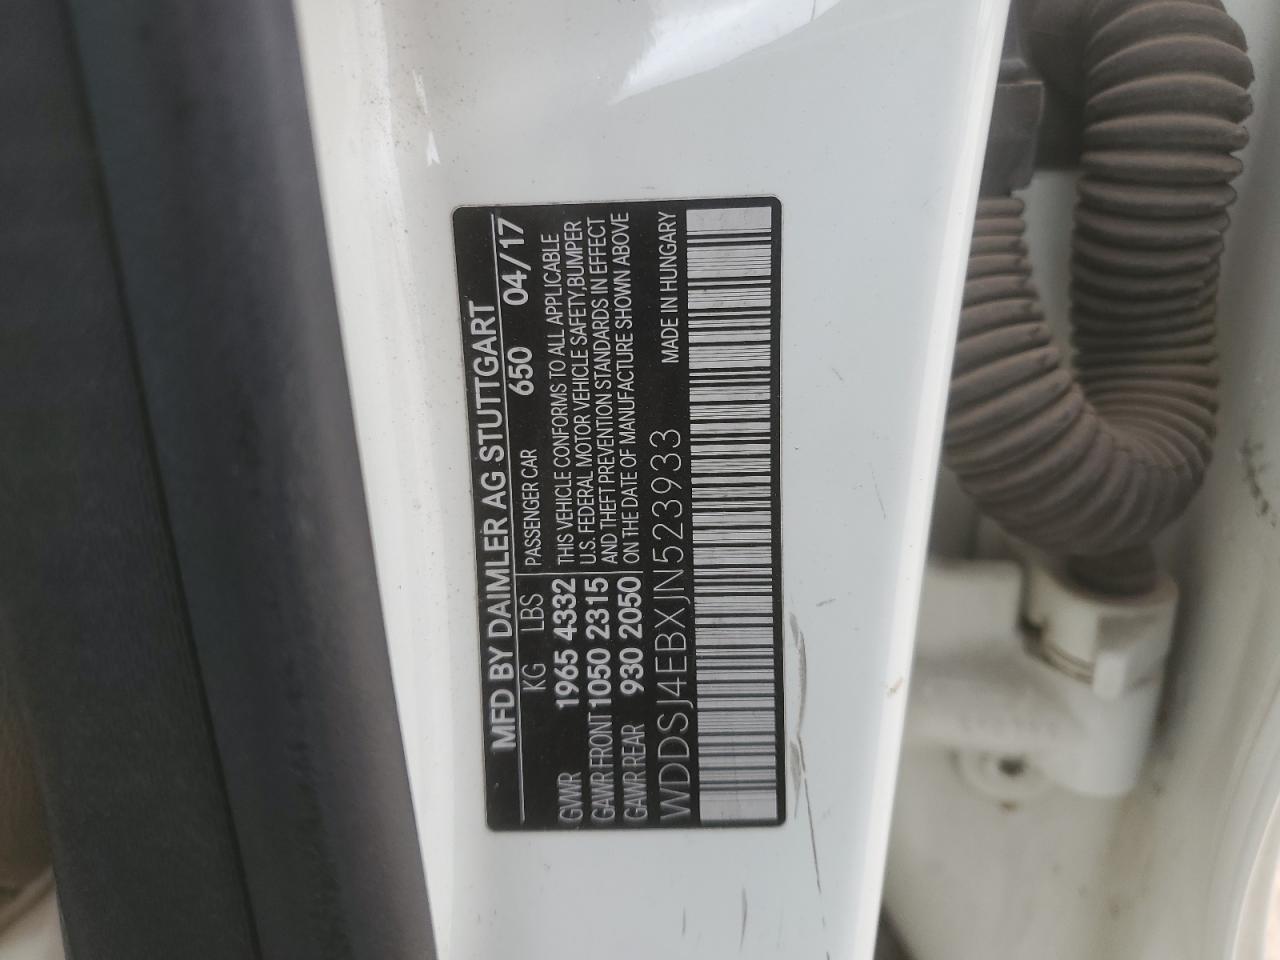 MFD BY DAIMLER AG STUTTGART
KG LBS 650 04/17
PASSENGER CAR
GVWR 1965 4332 THIS VEHICLE CONFORMS TO ALL APPLICABLE
U.S. FEDERAL MOTOR VEHICLE SAFETY,BUMPER
GAWR FRONT 1050 2315 AND THEFT PREVENTION STANDARDS IN EFFECT
GAWR REAR 930 2050 ON THE DATE OF MANUFACTURE SHOWN ABOVE
WDDSJ4EBXJN523933 MADE IN HUNGARY